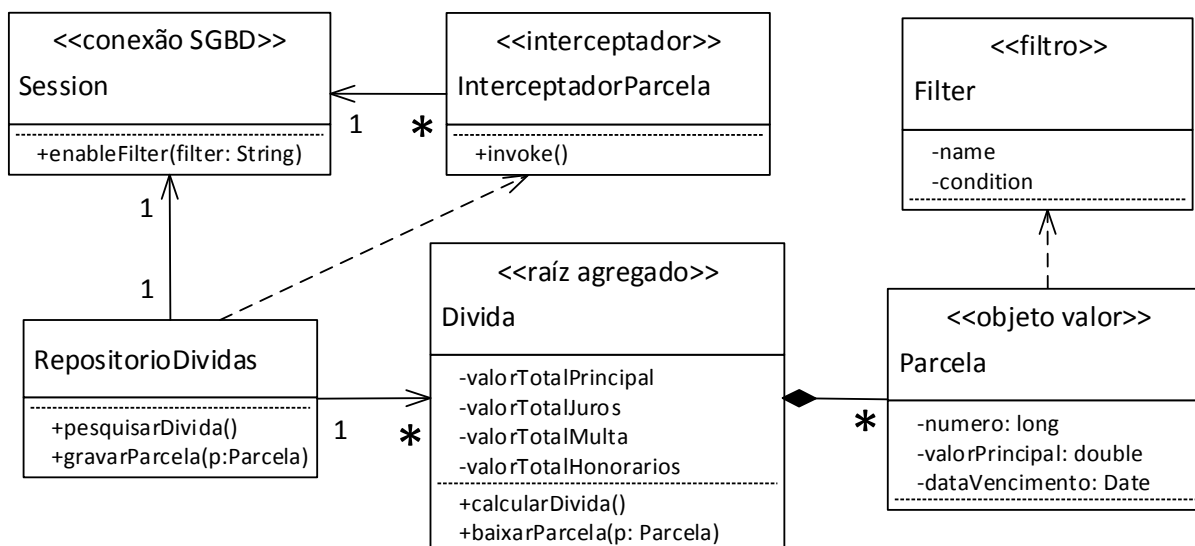 <<conexão SGBD>>
Session
+enableFilter(filter: String)
<<interceptador>>
InterceptadorParcela
+invoke()
<<filtro>>
Filter
-name
-condition
1
*
1
1
RepositorioDividas
+pesquisarDivida()
+gravarParcela(p:Parcela)
1
*
<<raíz agregado>>
Divida
-valorTotalPrincipal
-valorTotalJuros
-valorTotalMulta
-valorTotalHonorarios
+calcularDivida()
+baixarParcela(p: Parcela)
*
<<objeto valor>>
Parcela
-numero: long
-valorPrincipal: double
-dataVencimento: Date